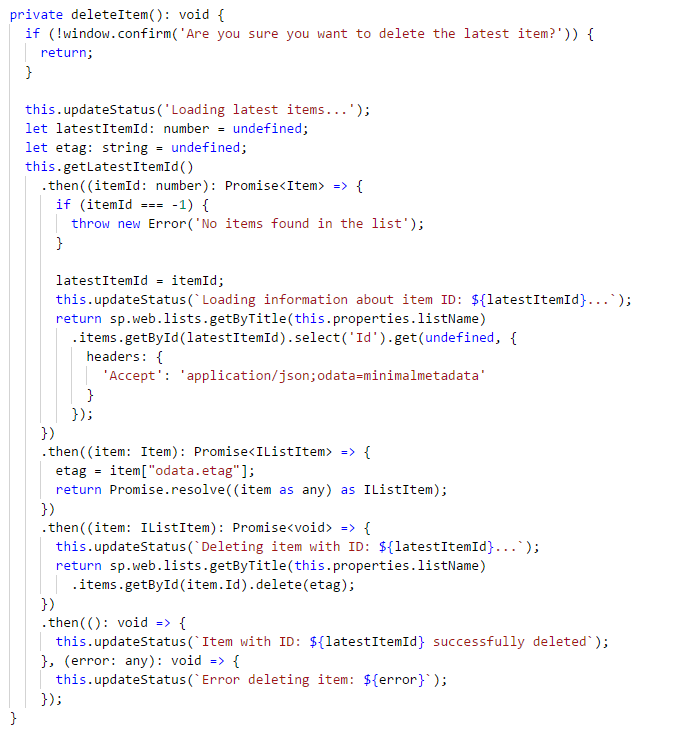 private deleteItem(): void {
  if (!window.confirm('Are you sure you want to delete the latest item?')) {
    return;
  }

  this.updateStatus('Loading latest items...');
  let latestItemId: number = undefined;
  let etag: string = undefined;
  this.getLatestItemId()
    .then((itemId: number): Promise<Item> => {
      if (itemId === -1) {
        throw new Error('No items found in the list');
      }

      latestItemId = itemId;
      this.updateStatus(`Loading information about item ID: ${latestItemId}...`);
      return sp.web.lists.getByTitle(this.properties.listName)
        .items.getById(latestItemId).select('Id').get(undefined, {
          headers: {
            'Accept': 'application/json;odata=minimalmetadata'
          }
        });
    })
    .then((item: Item): Promise<IListItem> => {
      etag = item["odata.etag"];
      return Promise.resolve((item as any) as IListItem);
    })
    .then((item: IListItem): Promise<void> => {
      this.updateStatus(`Deleting item with ID: ${latestItemId}...`);
      return sp.web.lists.getByTitle(this.properties.listName)
        .items.getById(item.Id).delete(etag);
    })
    .then((): void => {
      this.updateStatus(`Item with ID: ${latestItemId} successfully deleted`);
    }, (error: any): void => {
      this.updateStatus(`Error deleting item: ${error}`);
    });
}